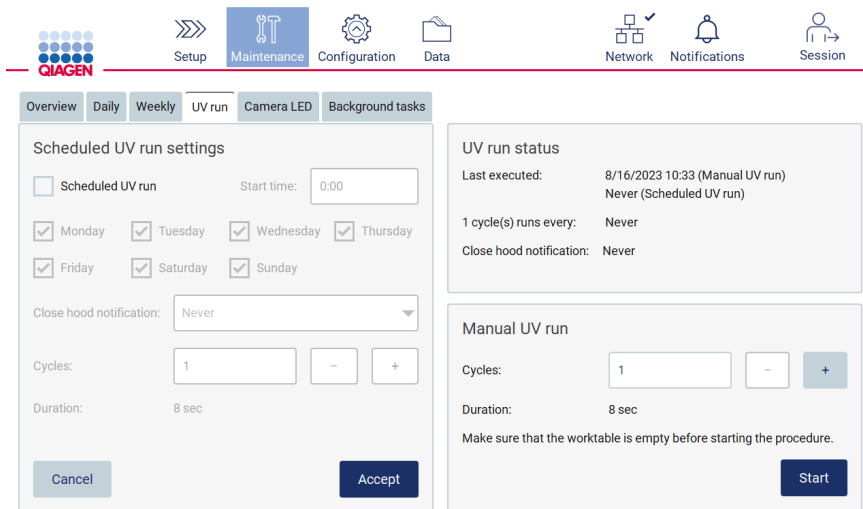 QIAGEN
Setup
Maintenance
Configuration
Data
Network
Notifications
Session
Overview
Daily
Weekly
UV run
Camera LED
Background tasks
Scheduled UV run settings
Scheduled UV run
Start time:
0:00
Monday
Tuesday
Wednesday
Thursday
Friday
Saturday
Sunday
Close hood notification:
Never
Cycles:
1
−
+
Duration:
8 sec
Cancel
Accept
UV run status
Last executed:
8/16/2023 10:33 (Manual UV run)
Never (Scheduled UV run)
1 cycle(s) runs every:
Never
Close hood notification:
Never
Manual UV run
Cycles:
1
−
+
Duration:
8 sec
Make sure that the worktable is empty before starting the procedure.
Start